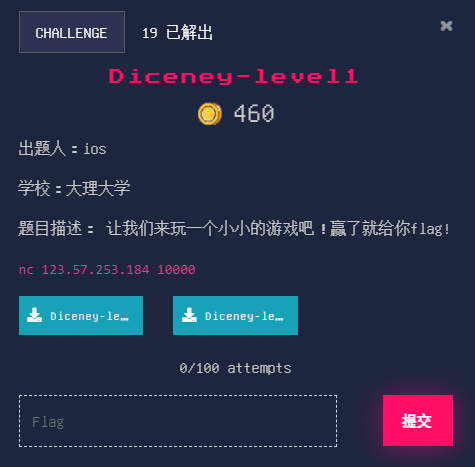 CHALLENGE 19 已解出 ×
Diceney-level1
460
出题人：ios
学校：大理大学
题目描述： 让我们来玩一个小小的游戏吧！赢了就给你flag!
nc 123.57.253.184 10000
Diceney-le… Diceney-le…
0/100 attempts
Flag 提交